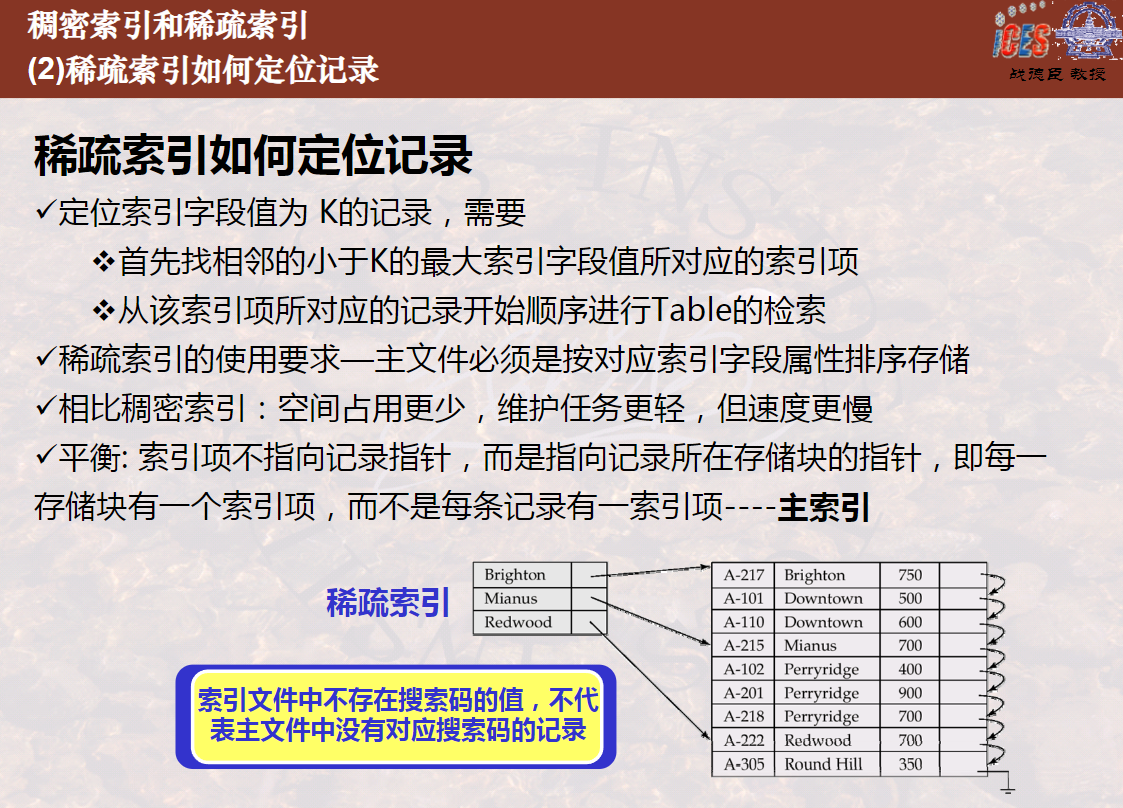 稠密索引和稀疏索引
(2)稀疏索引如何定位记录
iCES
战德臣 教授
稀疏索引如何定位记录
✓定位索引字段值为 K的记录，需要
❖首先找相邻的小于K的最大索引字段值所对应的索引项
❖从该索引项所对应的记录开始顺序进行Table的检索
✓稀疏索引的使用要求—主文件必须是按对应索引字段属性排序存储
✓相比稠密索引：空间占用更少，维护任务更轻，但速度更慢
✓平衡: 索引项不指向记录指针，而是指向记录所在存储块的指针，即每一
存储块有一个索引项，而不是每条记录有一索引项----主索引
稀疏索引
Brighton
Mianus
Redwood
A-217 Brighton 750
A-101 Downtown 500
A-110 Downtown 600
A-215 Mianus 700
A-102 Perryridge 400
A-201 Perryridge 900
A-218 Perryridge 700
A-222 Redwood 700
A-305 Round Hill 350
索引文件中不存在搜索码的值，不代
表主文件中没有对应搜索码的记录